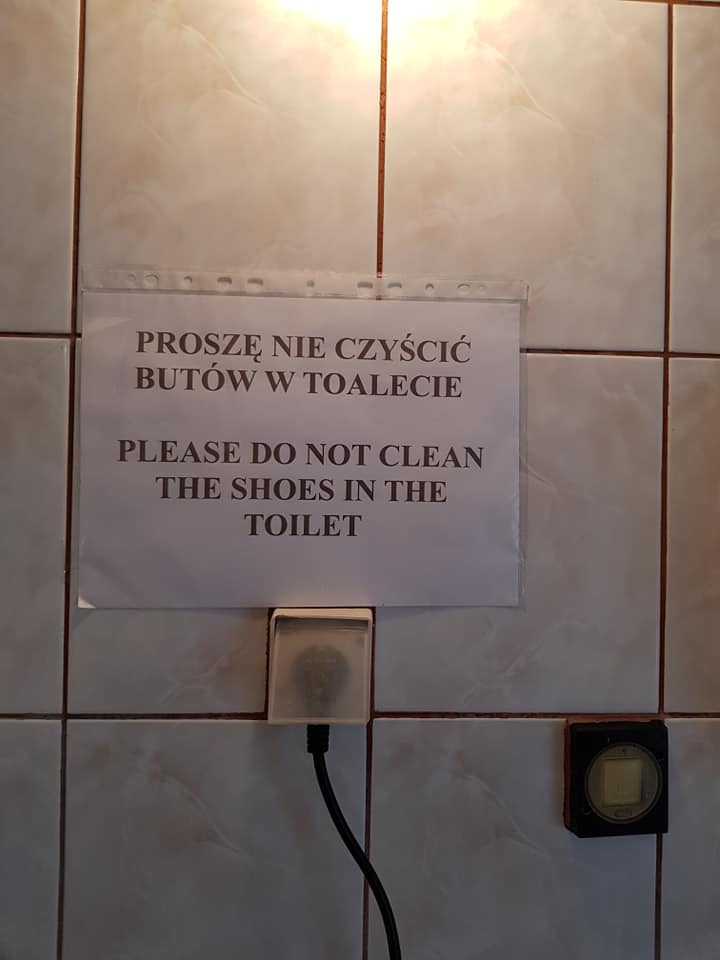 PROSZĘ NIE CZYŚCIĆ
BUTÓW W TOALECIE
PLEASE DO NOT CLEAN
THE SHOES IN THE
TOILET